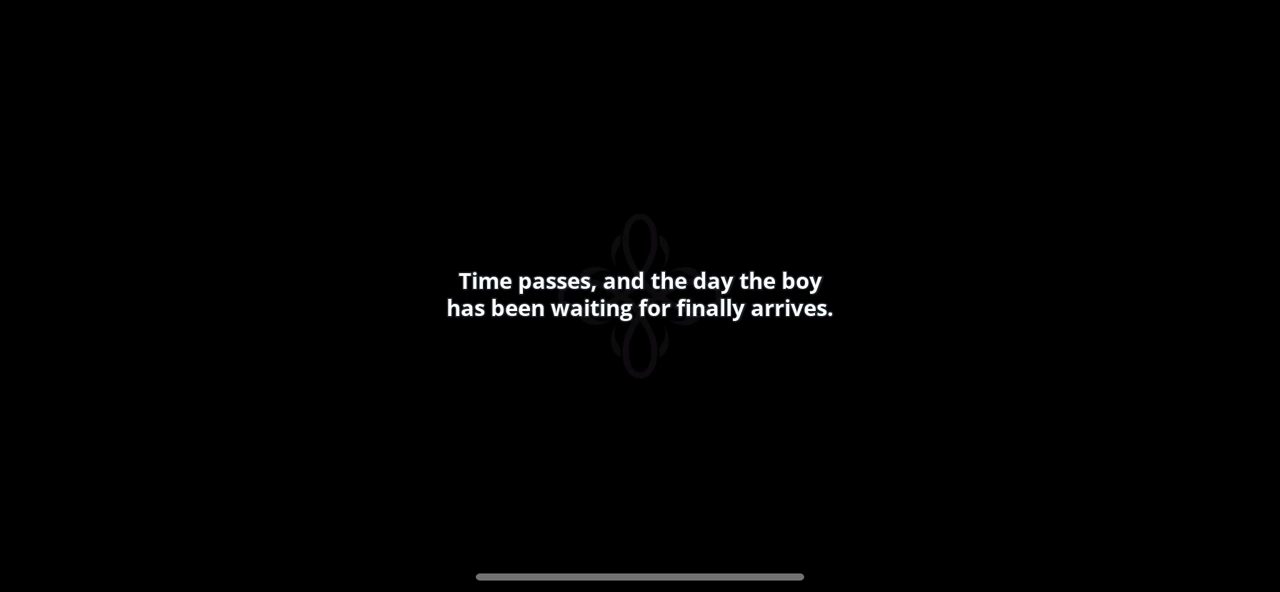 Time passes, and the day the boy
has been waiting for finally arrives.